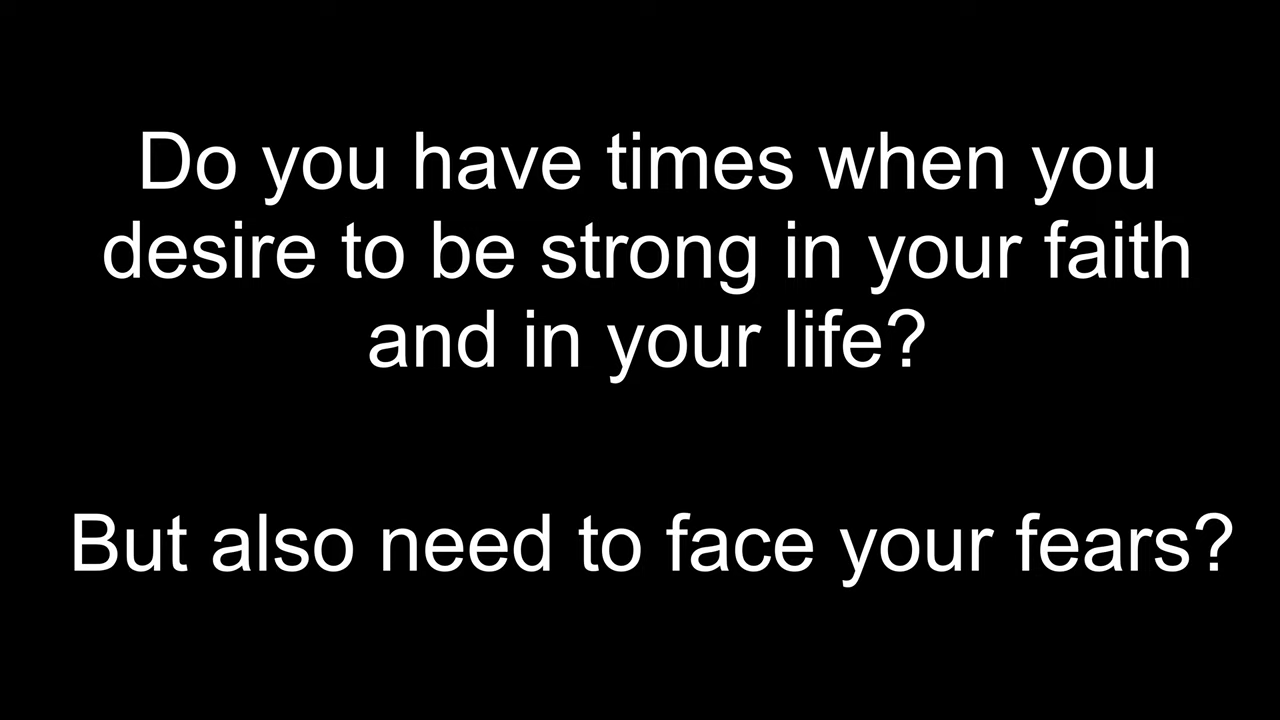 Do you have times when you
desire to be strong in your faith
and in your life?
But also need to face your fears?